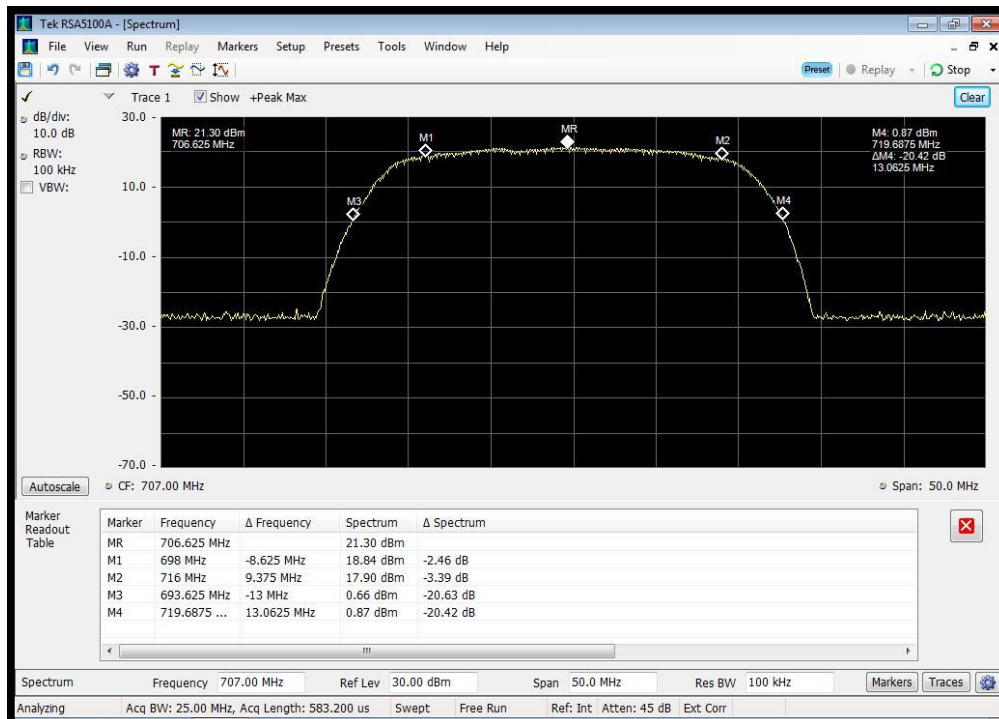 Tek RSA5100A - [Spectrum]
File View Run Replay Markers Setup Presets Tools Window Help
T Preset Replay Stop
Trace 1 Show +Peak Max Clear
dB/div:
10.0 dB
RBW:
100 kHz
VBW:
30.0
10.0
-10.0
-30.0
-50.0
-70.0
MR: 21.30 dBm
706.625 MHz
M1
MR
M2
M3
M4
M4: 0.87 dBm
719.6875 MHz
ΔM4: -20.42 dB
13.0625 MHz
Autoscale CF: 707.00 MHz Span: 50.0 MHz
Marker
Readout
Table
Marker Frequency Δ Frequency Spectrum Δ Spectrum
MR 706.625 MHz 21.30 dBm
M1 698 MHz -8.625 MHz 18.84 dBm -2.46 dB
M2 716 MHz 9.375 MHz 17.90 dBm -3.39 dB
M3 693.625 MHz -13 MHz 0.66 dBm -20.63 dB
M4 719.6875 ... 13.0625 MHz 0.87 dBm -20.42 dB
Spectrum Frequency 707.00 MHz Ref Lev 30.00 dBm Span 50.0 MHz Res BW 100 kHz Markers Traces
Analyzing Acq BW: 25.00 MHz, Acq Length: 583.200 us Swept Free Run Ref: Int Atten: 45 dB Ext Corr